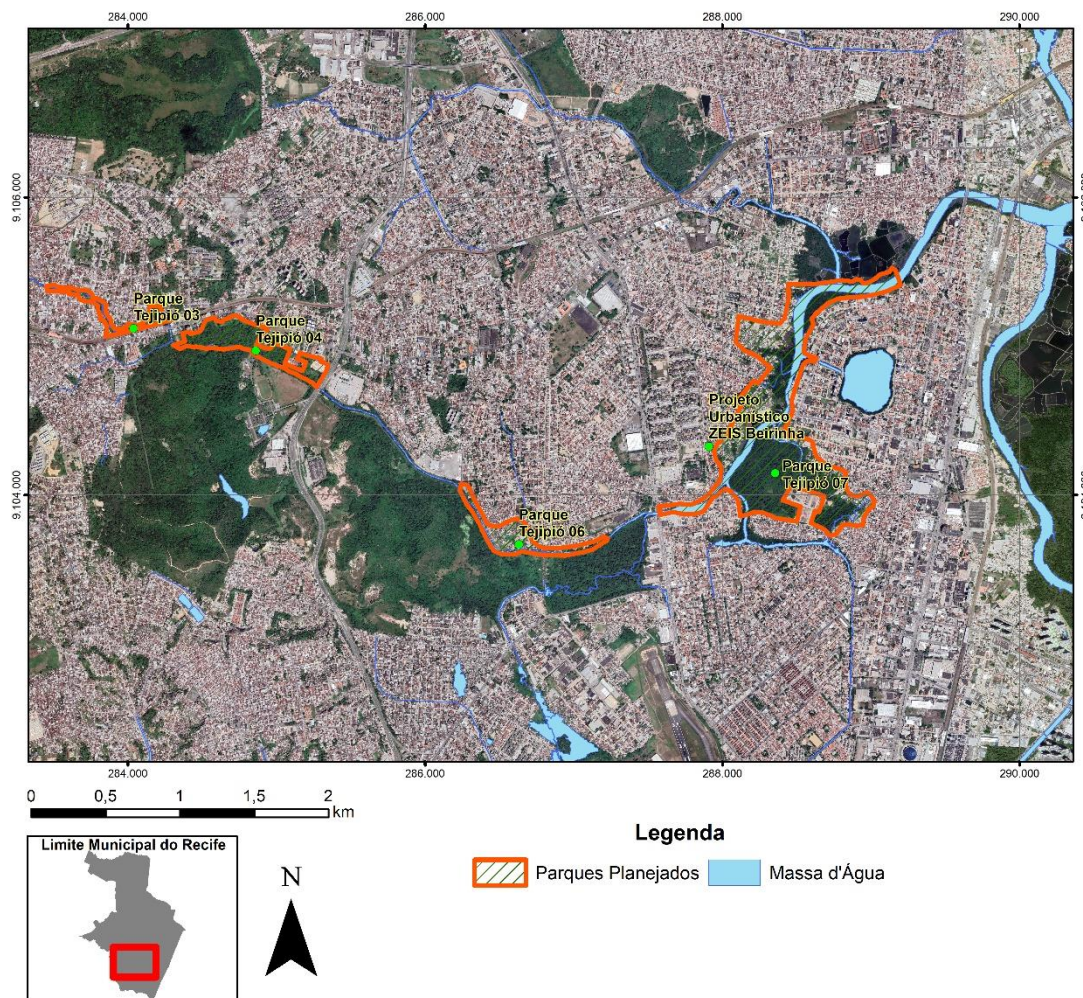 284.000 286.000 288.000 290.000
9.106.000
Parque
Tejipió 03
Parque
Tejipió 04
Projeto
Urbanístico
ZEIS Beirinha
Parque
Tejipió 07
9.104.000
Parque
Tejipió 06
284.000 286.000 288.000 290.000
0 0,5 1 1,5 2
km
Limite Municipal do Recife
N
Legenda
Parques Planejados
Massa d'Água